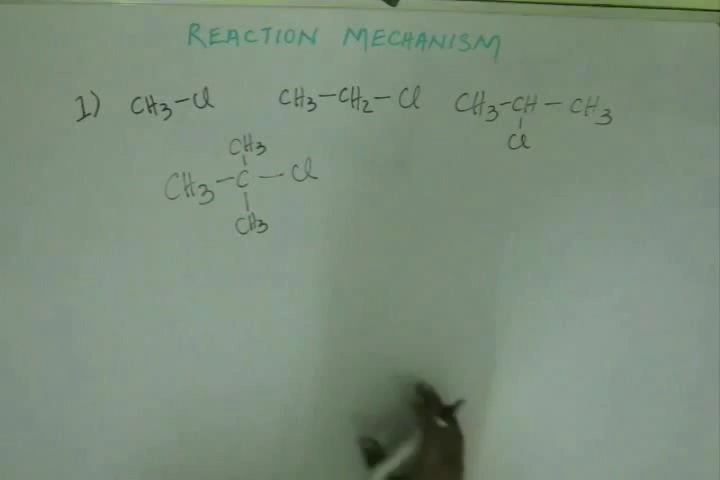 REACTION MECHANISM
1) CH3-Cl CH3-CH2-Cl CH3-CH-CH3
Cl
CH3
CH3-C-Cl
CH3